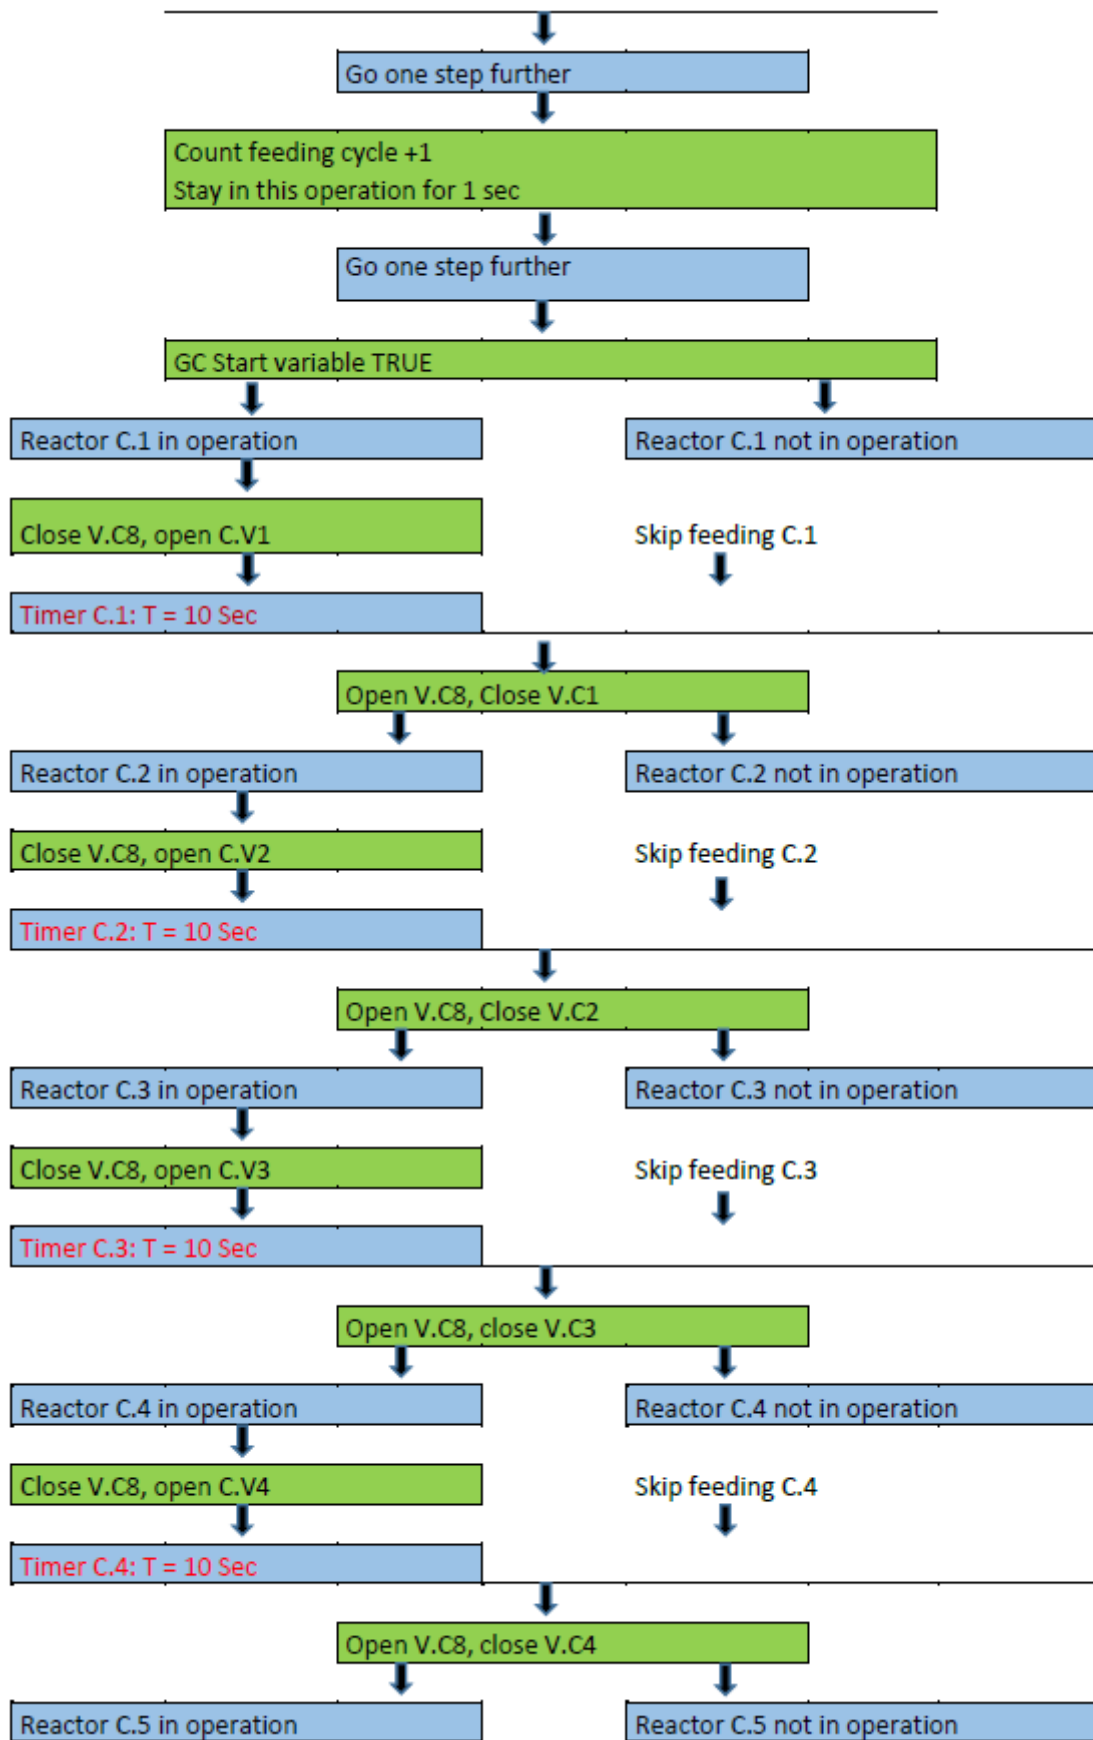 Go one step further
Count feeding cycle +1
Stay in this operation for 1 sec
Go one step further
GC Start variable TRUE
Reactor C.1 in operation
Reactor C.1 not in operation
Close V.C8, open C.V1
Skip feeding C.1
Timer C.1: T = 10 Sec
Open V.C8, Close V.C1
Reactor C.2 in operation
Reactor C.2 not in operation
Close V.C8, open C.V2
Skip feeding C.2
Timer C.2: T = 10 Sec
Open V.C8, Close V.C2
Reactor C.3 in operation
Reactor C.3 not in operation
Close V.C8, open C.V3
Skip feeding C.3
Timer C.3: T = 10 Sec
Open V.C8, close V.C3
Reactor C.4 in operation
Reactor C.4 not in operation
Close V.C8, open C.V4
Skip feeding C.4
Timer C.4: T = 10 Sec
Open V.C8, close V.C4
Reactor C.5 in operation
Reactor C.5 not in operation